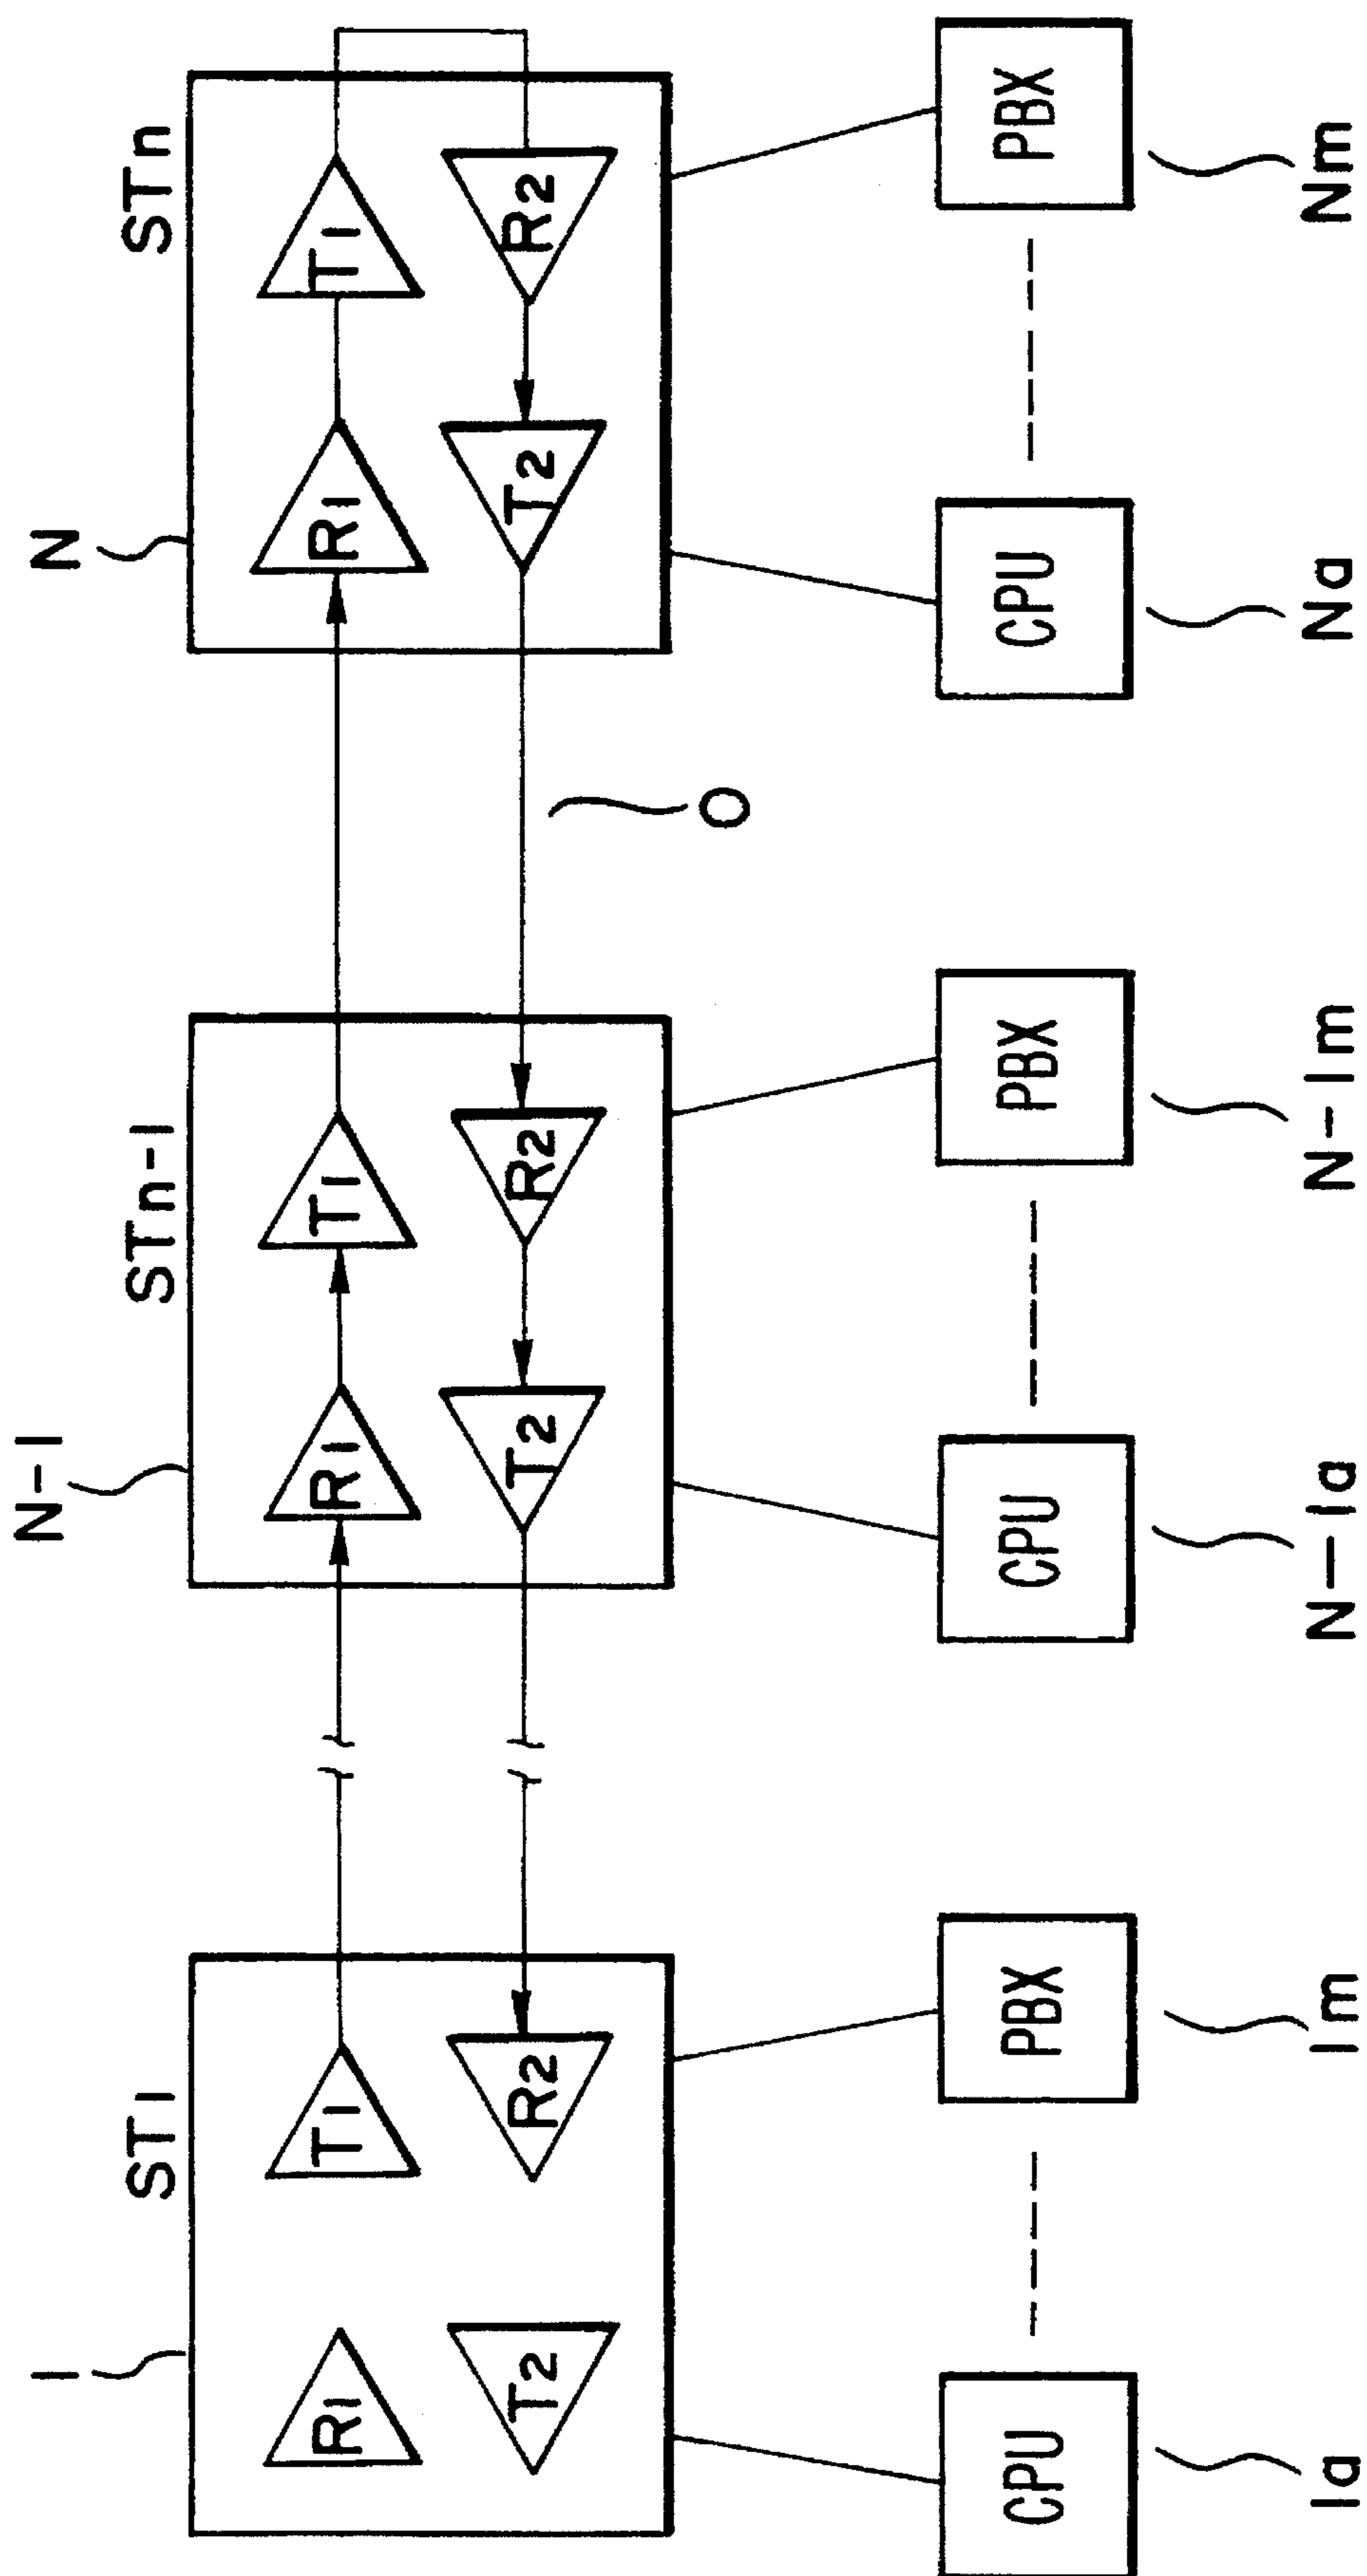 1
ST1
R1
T1
T2
R2
CPU
PBX
1a
1m
N-1
STn-1
R1
T1
T2
R2
CPU
PBX
N-1a
N-1m
O
N
STn
R1
T1
T2
R2
CPU
PBX
Na
Nm